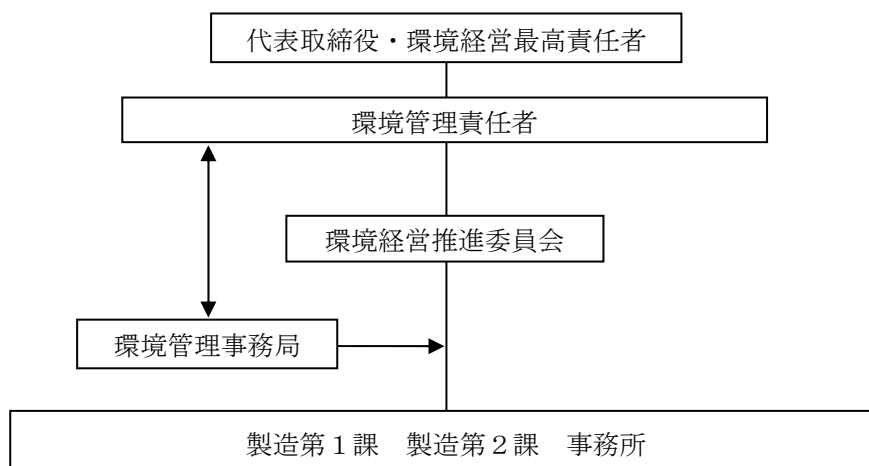 代表取締役・環境経営最高責任者
環境管理責任者
環境経営推進委員会
環境管理事務局
製造第１課　製造第２課　事務所